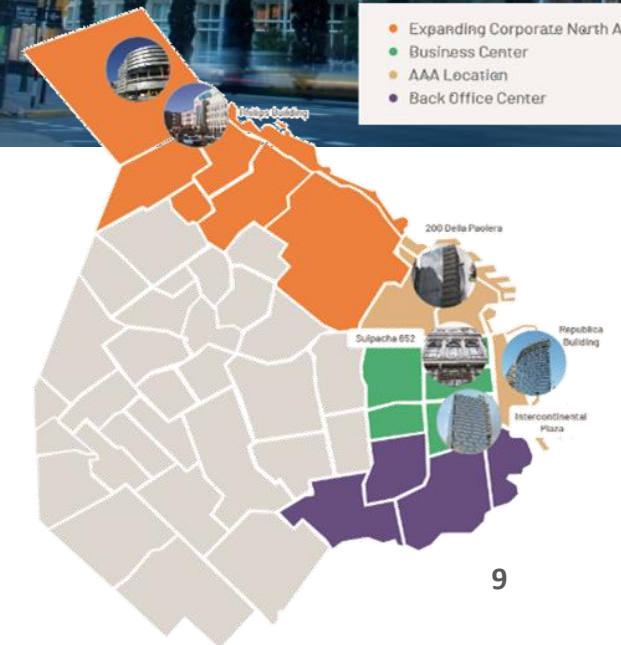 Expanding Corporate North A
Business Center
AAA Location
Back Office Center
Philips Building
200 Della Paolera
Suipacha 652
Republica
Building
Intercontinental
Plaza
9